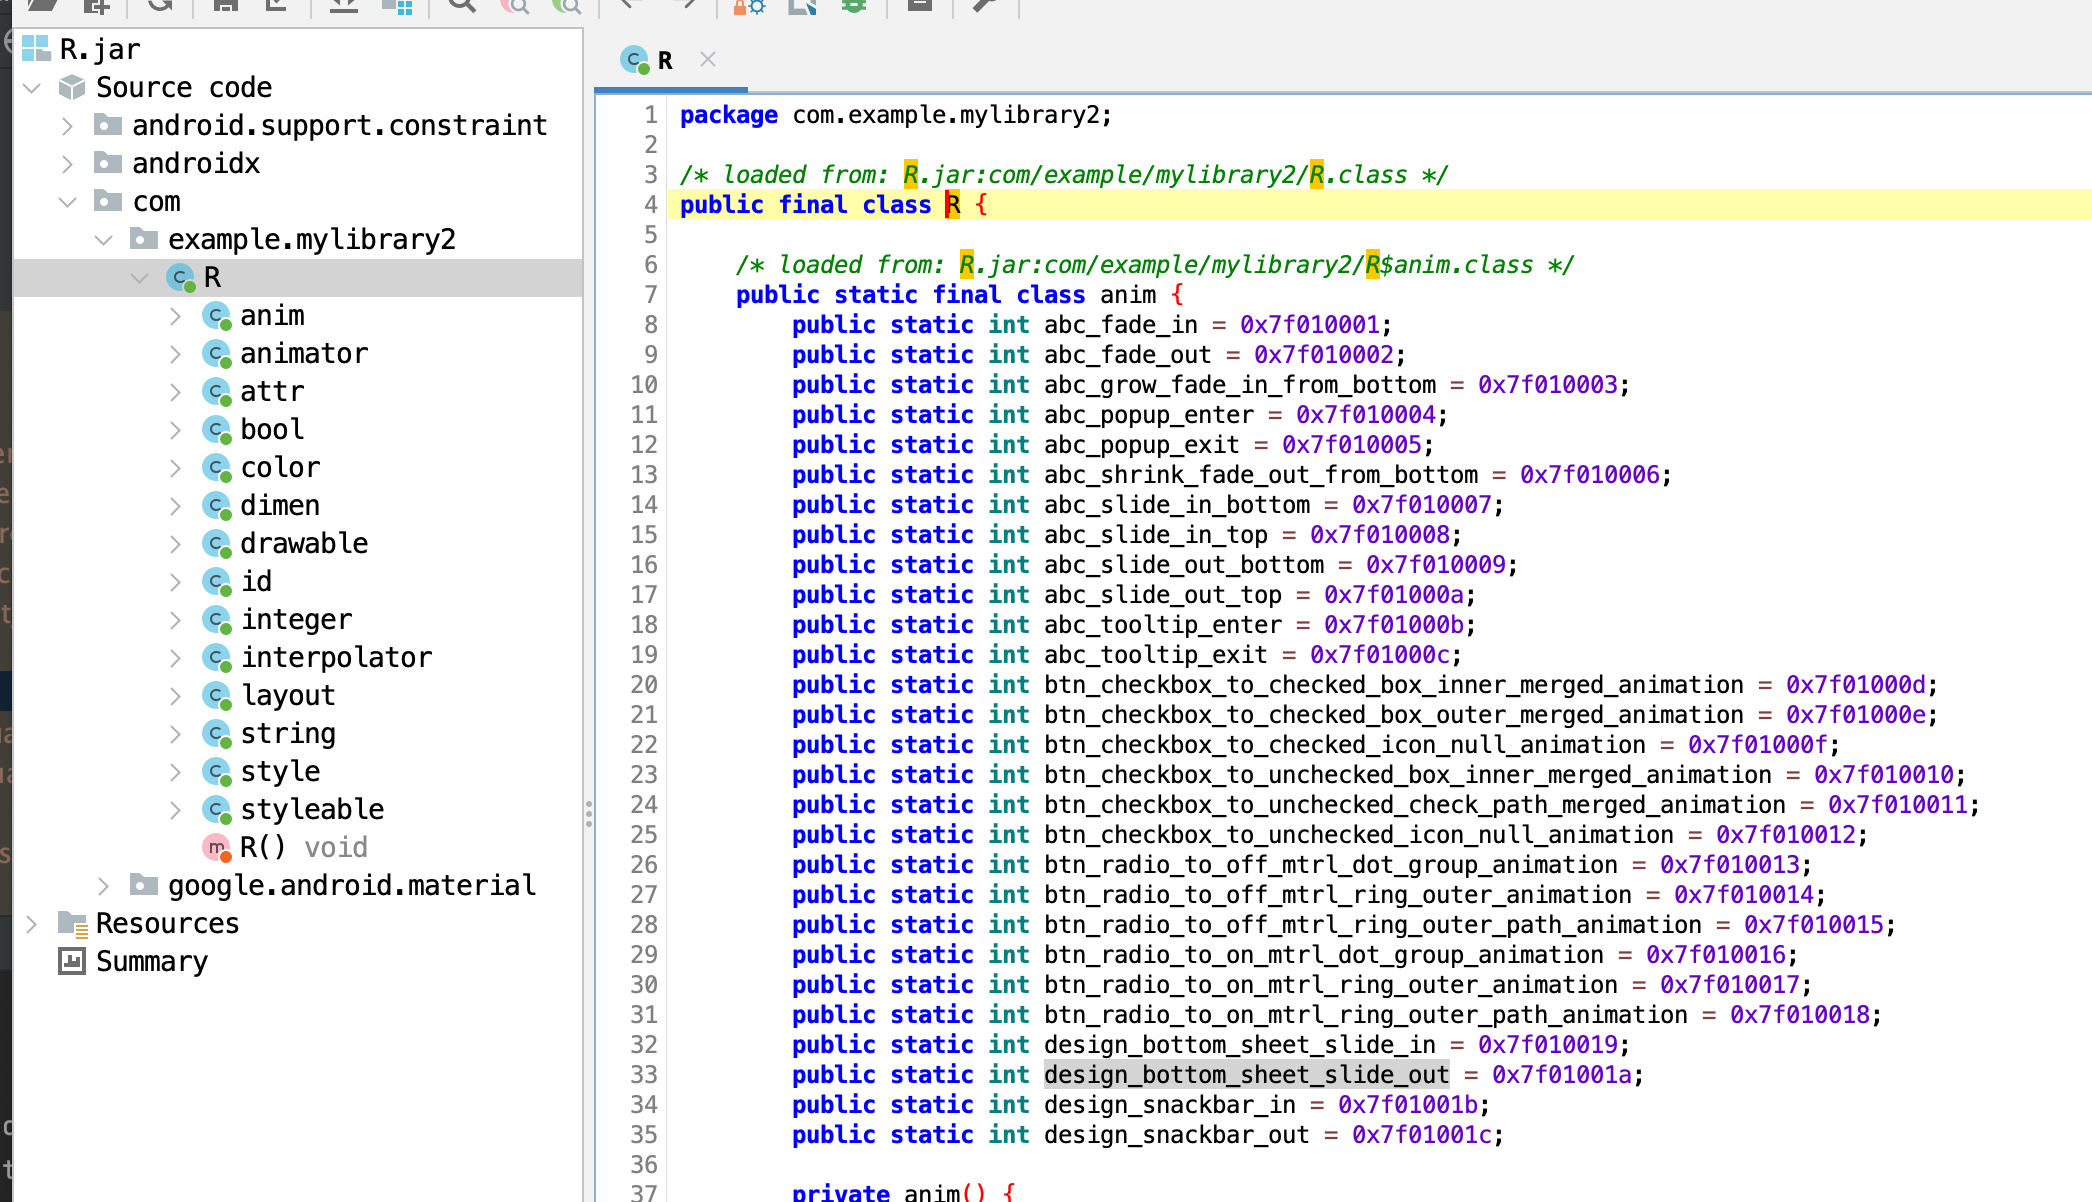 R.jar
Source code
android.support.constraint
androidx
com
example.mylibrary2
R
anim
animator
attr
bool
color
dimen
drawable
id
integer
interpolator
layout
string
style
styleable
R() void
google.android.material
Resources
Summary
R
1 package com.example.mylibrary2;
2
3 /* loaded from: R.jar:com/example/mylibrary2/R.class */
4 public final class R {
5
6 /* loaded from: R.jar:com/example/mylibrary2/R$anim.class */
7 public static final class anim {
8 public static int abc_fade_in = 0x7f010001;
9 public static int abc_fade_out = 0x7f010002;
10 public static int abc_grow_fade_in_from_bottom = 0x7f010003;
11 public static int abc_popup_enter = 0x7f010004;
12 public static int abc_popup_exit = 0x7f010005;
13 public static int abc_shrink_fade_out_from_bottom = 0x7f010006;
14 public static int abc_slide_in_bottom = 0x7f010007;
15 public static int abc_slide_in_top = 0x7f010008;
16 public static int abc_slide_out_bottom = 0x7f010009;
17 public static int abc_slide_out_top = 0x7f01000a;
18 public static int abc_tooltip_enter = 0x7f01000b;
19 public static int abc_tooltip_exit = 0x7f01000c;
20 public static int btn_checkbox_to_checked_box_inner_merged_animation = 0x7f01000d;
21 public static int btn_checkbox_to_checked_box_outer_merged_animation = 0x7f01000e;
22 public static int btn_checkbox_to_checked_icon_null_animation = 0x7f01000f;
23 public static int btn_checkbox_to_unchecked_box_inner_merged_animation = 0x7f010010;
24 public static int btn_checkbox_to_unchecked_check_path_merged_animation = 0x7f010011;
25 public static int btn_checkbox_to_unchecked_icon_null_animation = 0x7f010012;
26 public static int btn_radio_to_off_mtrl_dot_group_animation = 0x7f010013;
27 public static int btn_radio_to_off_mtrl_ring_outer_animation = 0x7f010014;
28 public static int btn_radio_to_off_mtrl_ring_outer_path_animation = 0x7f010015;
29 public static int btn_radio_to_on_mtrl_dot_group_animation = 0x7f010016;
30 public static int btn_radio_to_on_mtrl_ring_outer_animation = 0x7f010017;
31 public static int btn_radio_to_on_mtrl_ring_outer_path_animation = 0x7f010018;
32 public static int design_bottom_sheet_slide_in = 0x7f010019;
33 public static int design_bottom_sheet_slide_out = 0x7f01001a;
34 public static int design_snackbar_in = 0x7f01001b;
35 public static int design_snackbar_out = 0x7f01001c;
36
37 private anim() {